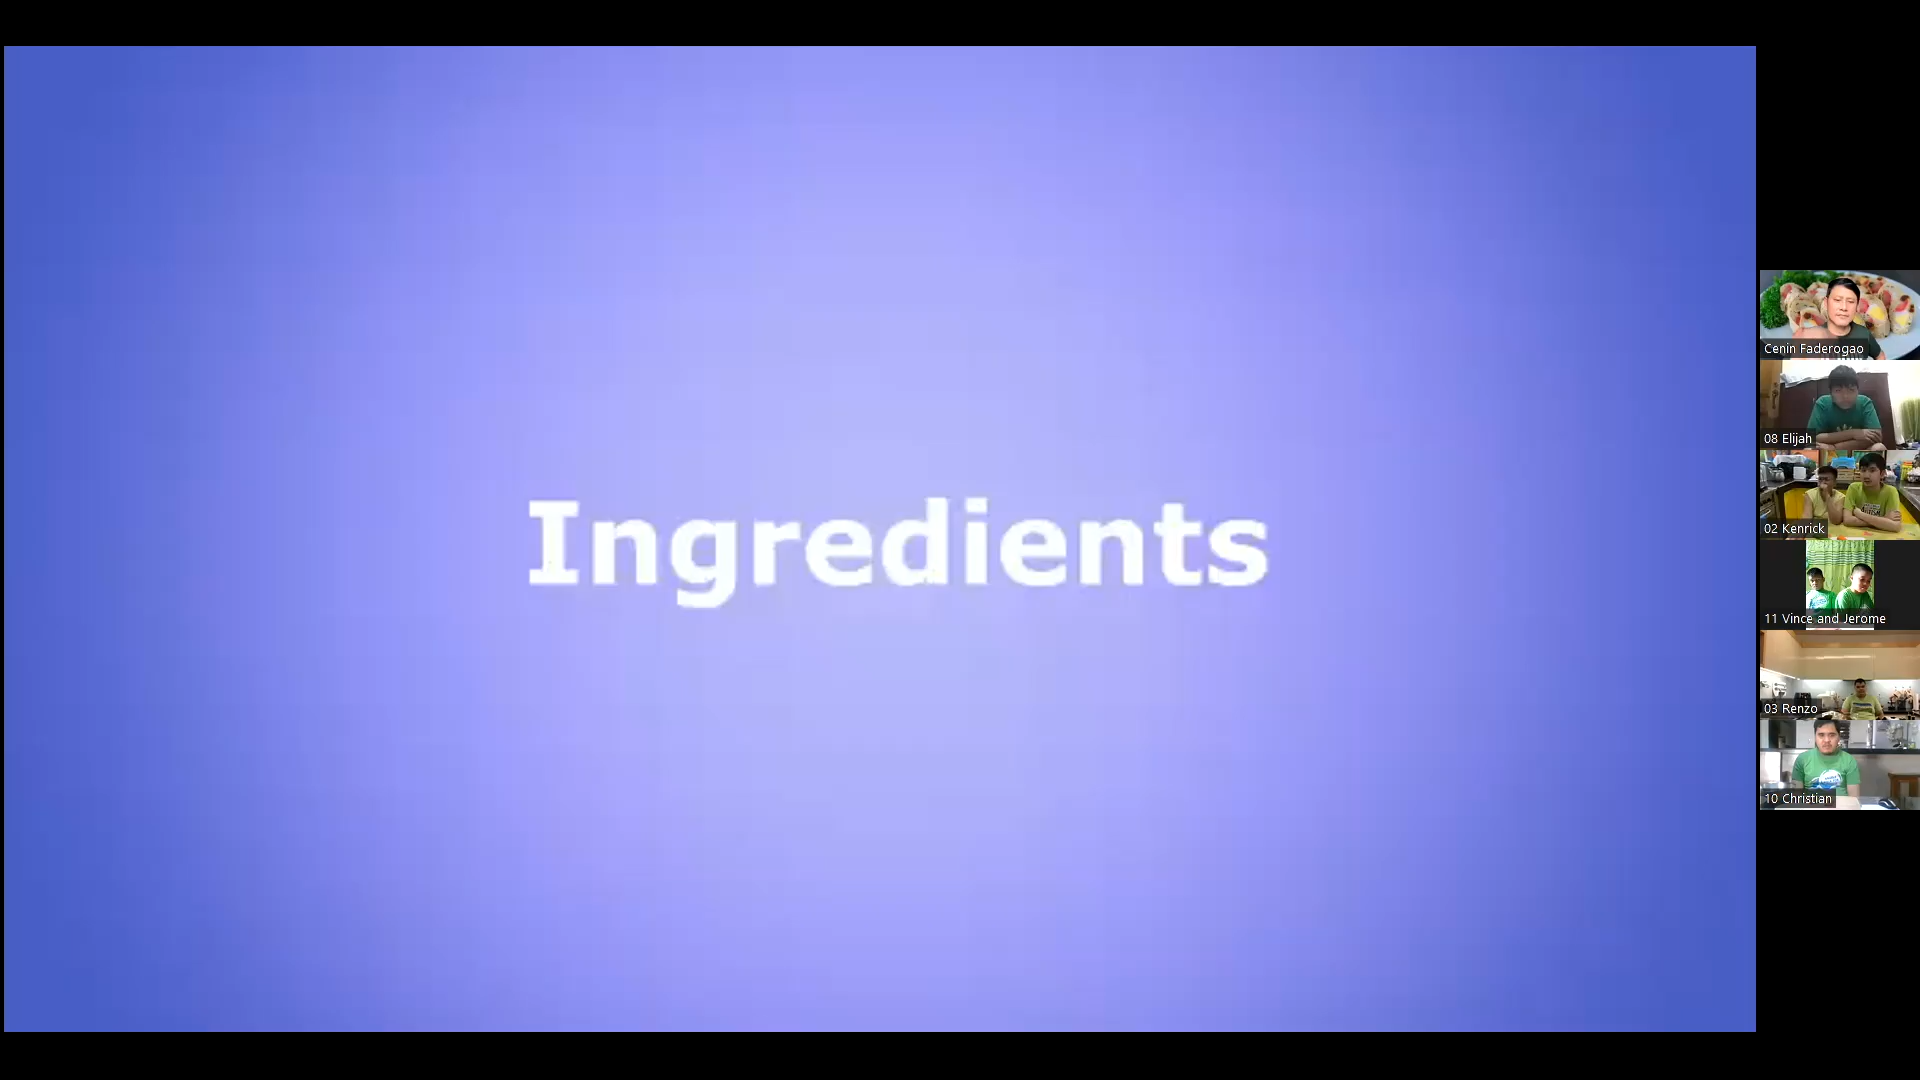 Ingredients
Cenin Faderogao
08 Elijah
02 Kenrick
11 Vince and Jerome
03 Renzo
10 Christian